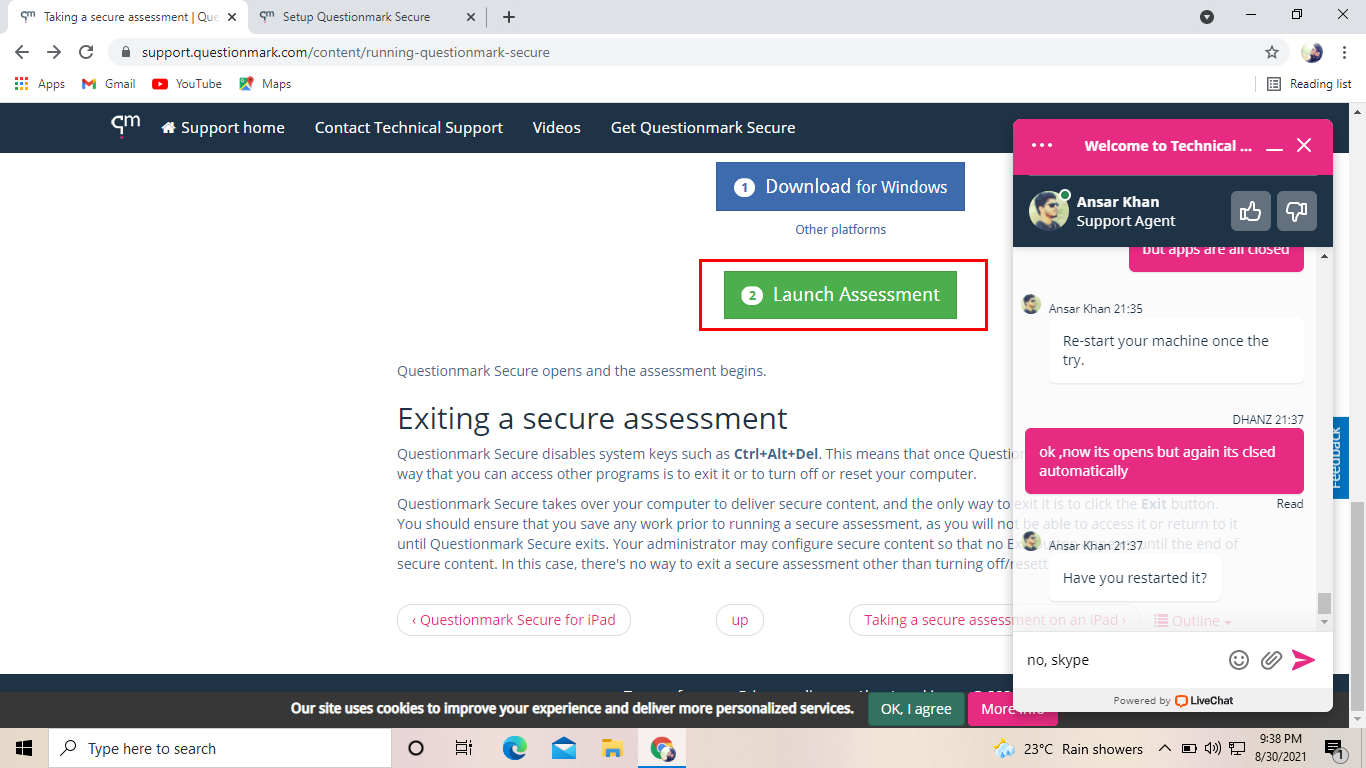 Taking a secure assessment | Que
Setup Questionmark Secure
support.questionmark.com/content/running-questionmark-secure
Apps
Gmail
YouTube
Maps
Reading list
qm
Support home
Contact Technical Support
Videos
Get Questionmark Secure
1 Download for Windows
Other platforms
2 Launch Assessment
Questionmark Secure opens and the assessment begins.
Exiting a secure assessment
Questionmark Secure disables system keys such as Ctrl+Alt+Del. This means that once Question
way that you can access other programs is to exit it or to turn off or reset your computer.
Questionmark Secure takes over your computer to deliver secure content, and the only way to exit it is to click the Exit button.
You should ensure that you save any work prior to running a secure assessment, as you will not be able to access it or return to it
until Questionmark Secure exits. Your administrator may configure secure content so that no Exit button until the end of
secure content. In this case, there's no way to exit a secure assessment other than turning off/resett
‹ Questionmark Secure for iPad
up
Taking a secure assessment on an iPad ›
Outline
Our site uses cookies to improve your experience and deliver more personalized services.
OK, I agree
More info
Feedback
Welcome to Technical ...
Ansar Khan
Support Agent
but apps are all closed
Ansar Khan 21:35
Re-start your machine once the
try.
DHANZ 21:37
ok ,now its opens but again its clsed
automatically
Read
Ansar Khan 21:37
Have you restarted it?
no, skype
Powered by LiveChat
Type here to search
23°C Rain showers
9:38 PM
8/30/2021
1